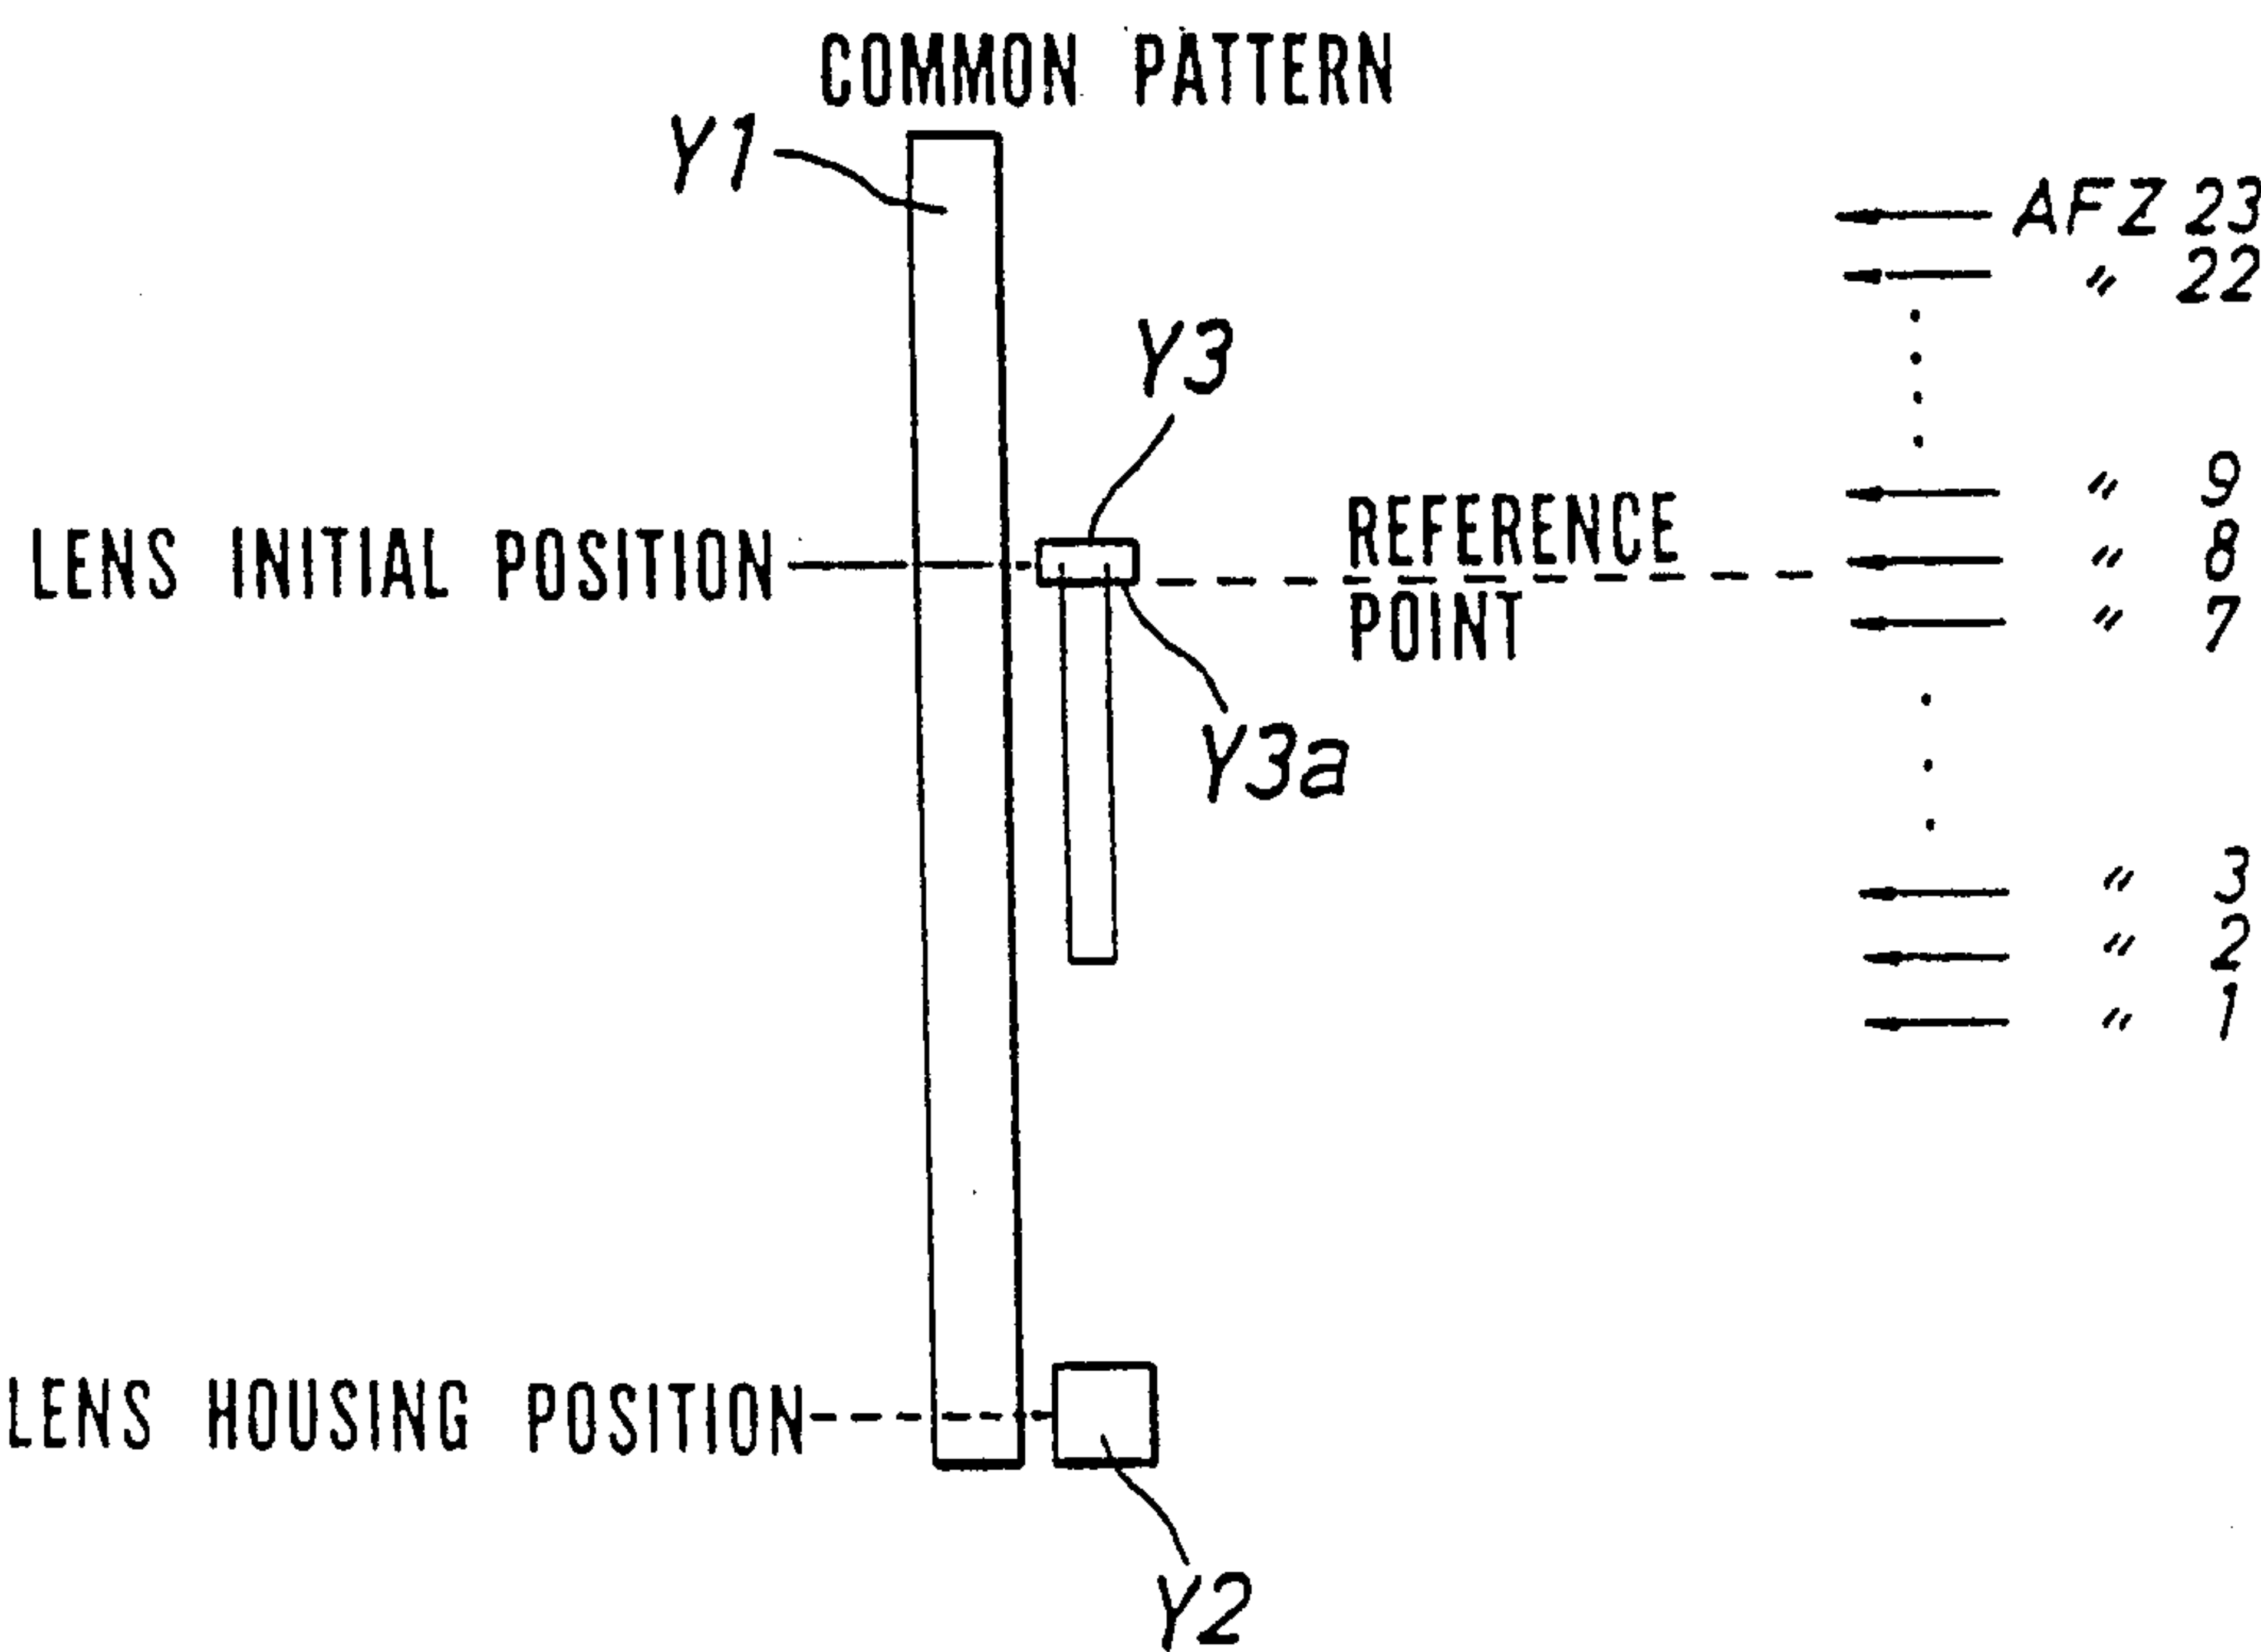 COMMON PATTERN
Y1
AFZ 23
〃 22
Y3
〃 9
REFERENCE
LENS INITIAL POSITION
〃 8
POINT
〃 7
Y3a
〃 3
〃 2
〃 1
LENS HOUSING POSITION
Y2